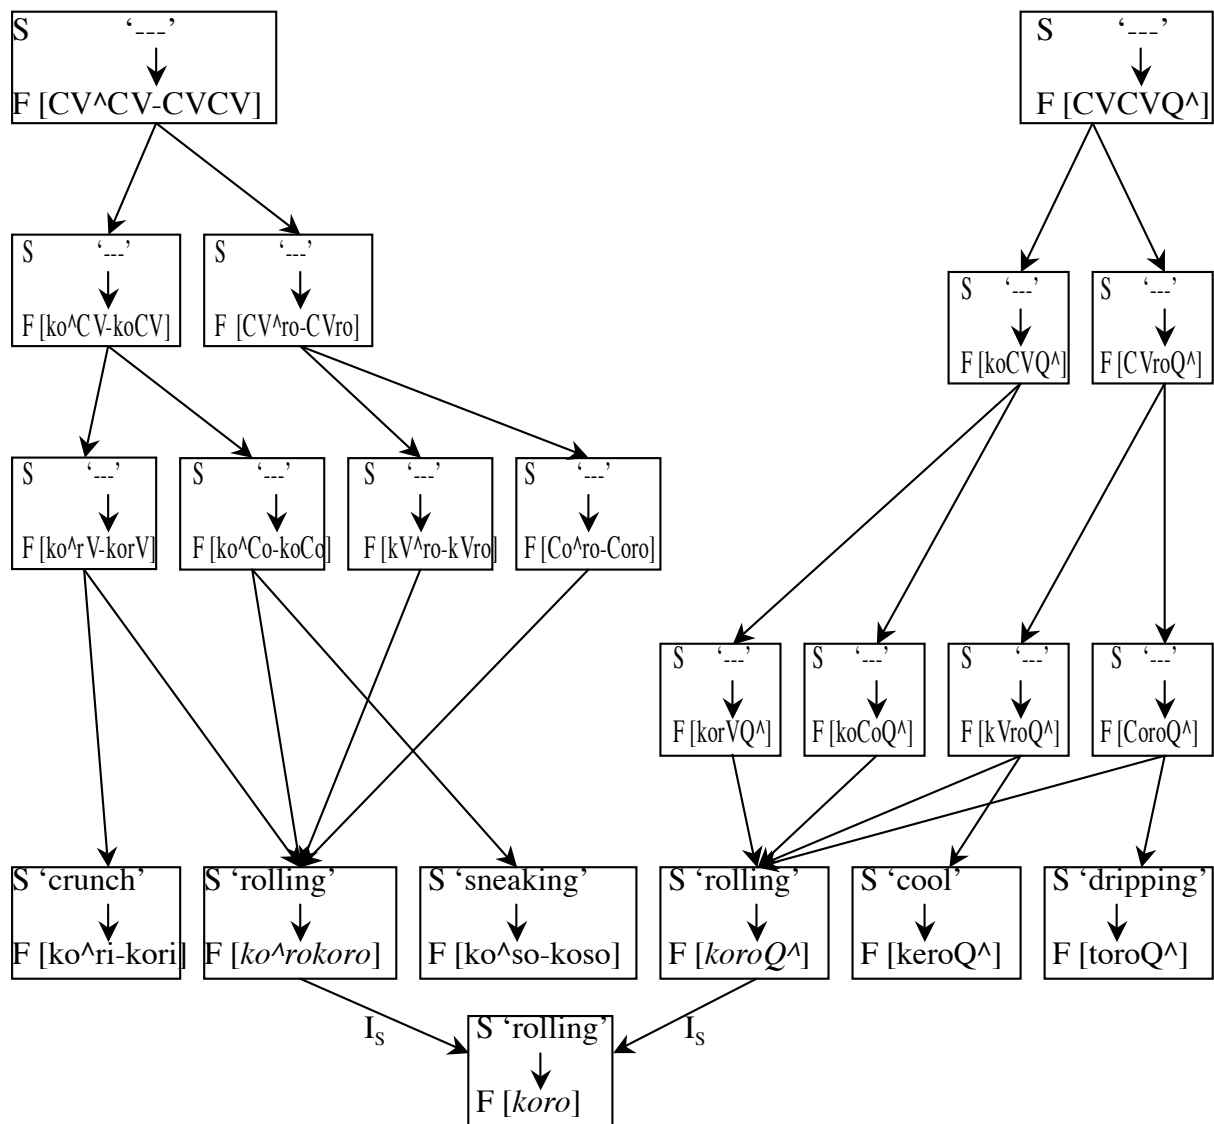 S ‘---’
F [CV^CV-CVCV]
S ‘---’
F [CVCVQ^]
S ‘---’
F [ko^CV-koCV]
S ‘---’
F [CV^ro-CVro]
S ‘---’
F [koCVQ^]
S ‘---’
F [CVroQ^]
S ‘---’
F [ko^rV-korV]
S ‘---’
F [ko^Co-koCo]
S ‘---’
F [kV^ro-kVro]
S ‘---’
F [Co^ro-Coro]
S ‘---’
F [korVQ^]
S ‘---’
F [koCoQ^]
S ‘---’
F [kVroQ^]
S ‘---’
F [CoroQ^]
S ‘crunch’
F [ko^ri-kori]
S ‘rolling’
F [ko^rokoro]
S ‘sneaking’
F [ko^so-koso]
S ‘rolling’
F [koroQ^]
S ‘cool’
F [keroQ^]
S ‘dripping’
F [toroQ^]
IS
IS
S ‘rolling’
F [koro]